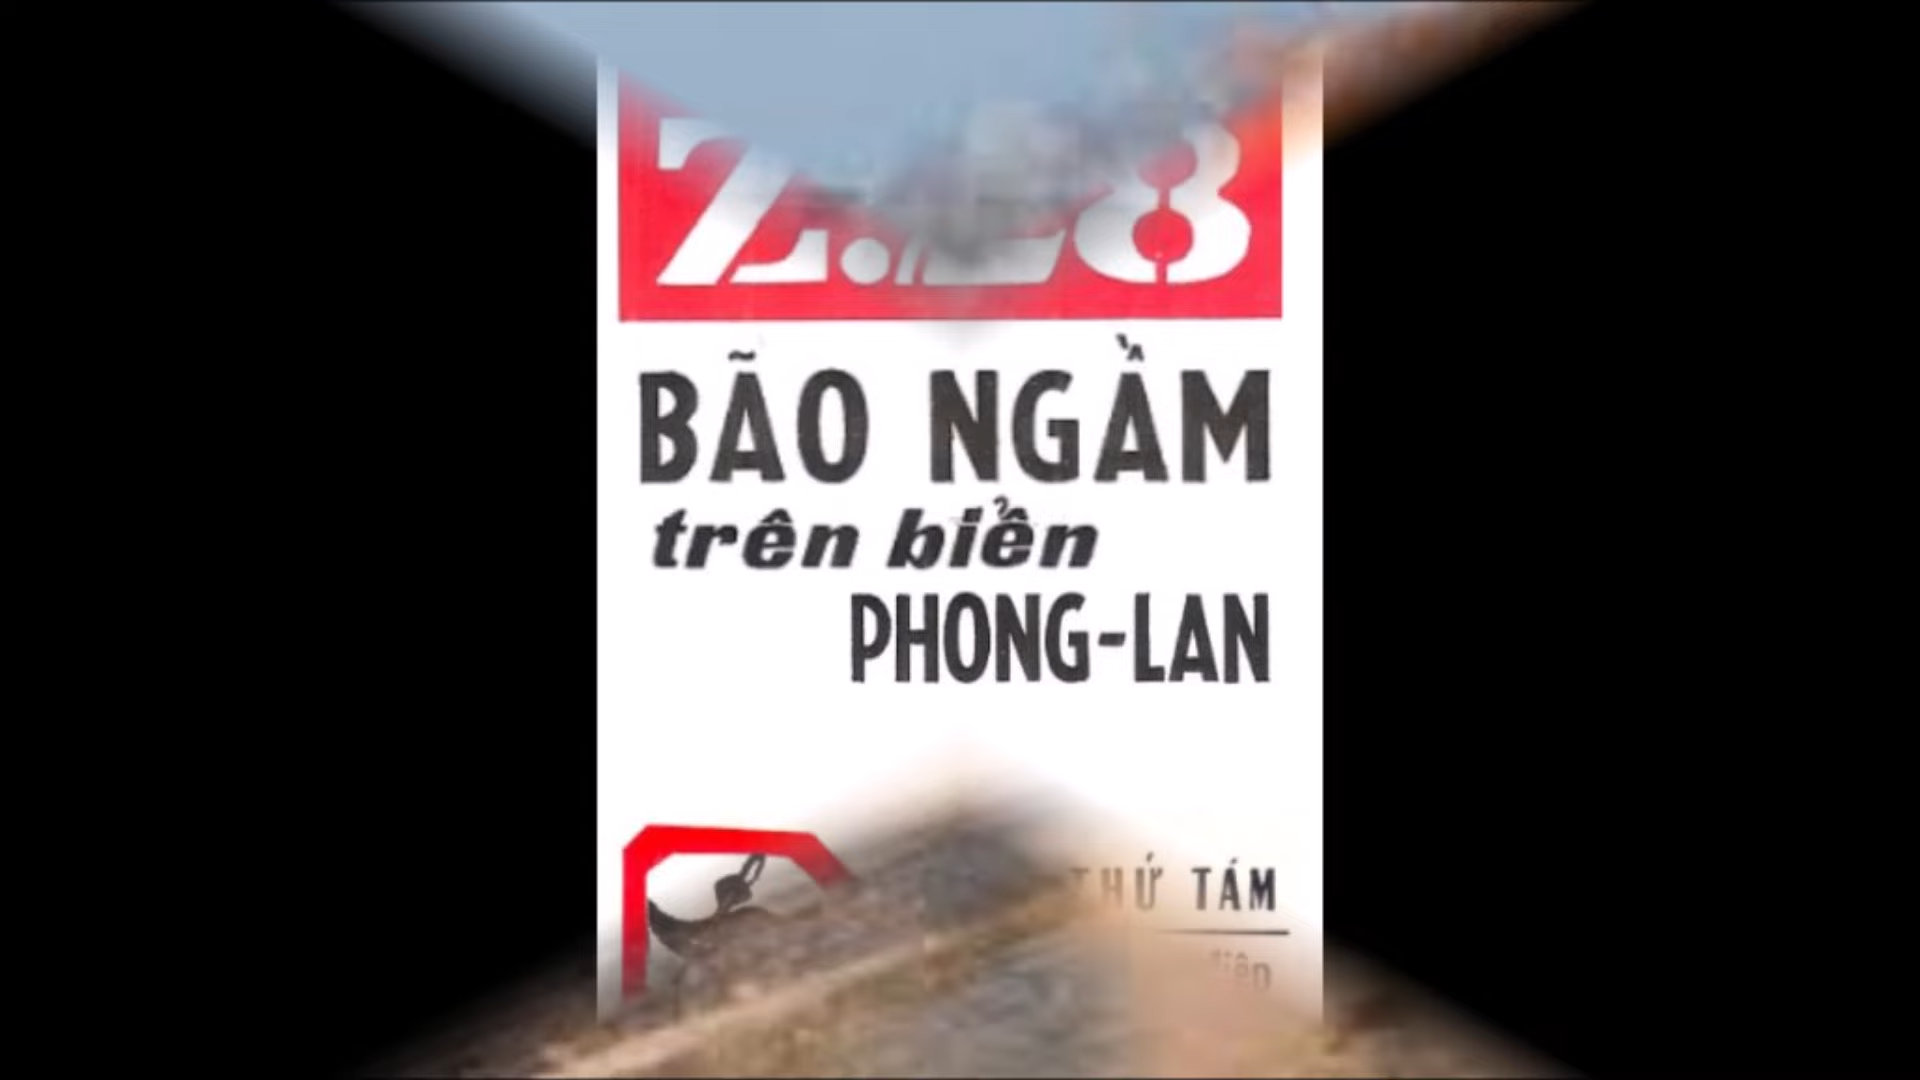 Z.28
BÃO NGẦM
trên biển
PHONG-LAN
THỨ TÁM